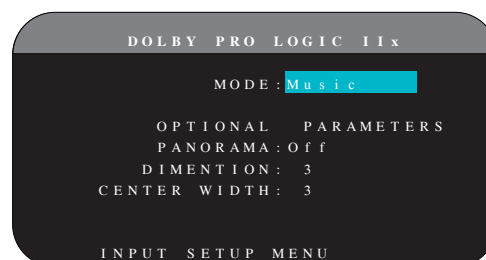 DOLBY PRO LOGIC IIx
MODE:Music
OPTIONAL PARAMETERS
PANORAMA:Off
DIMENTION: 3
CENTER WIDTH: 3
INPUT SETUP MENU